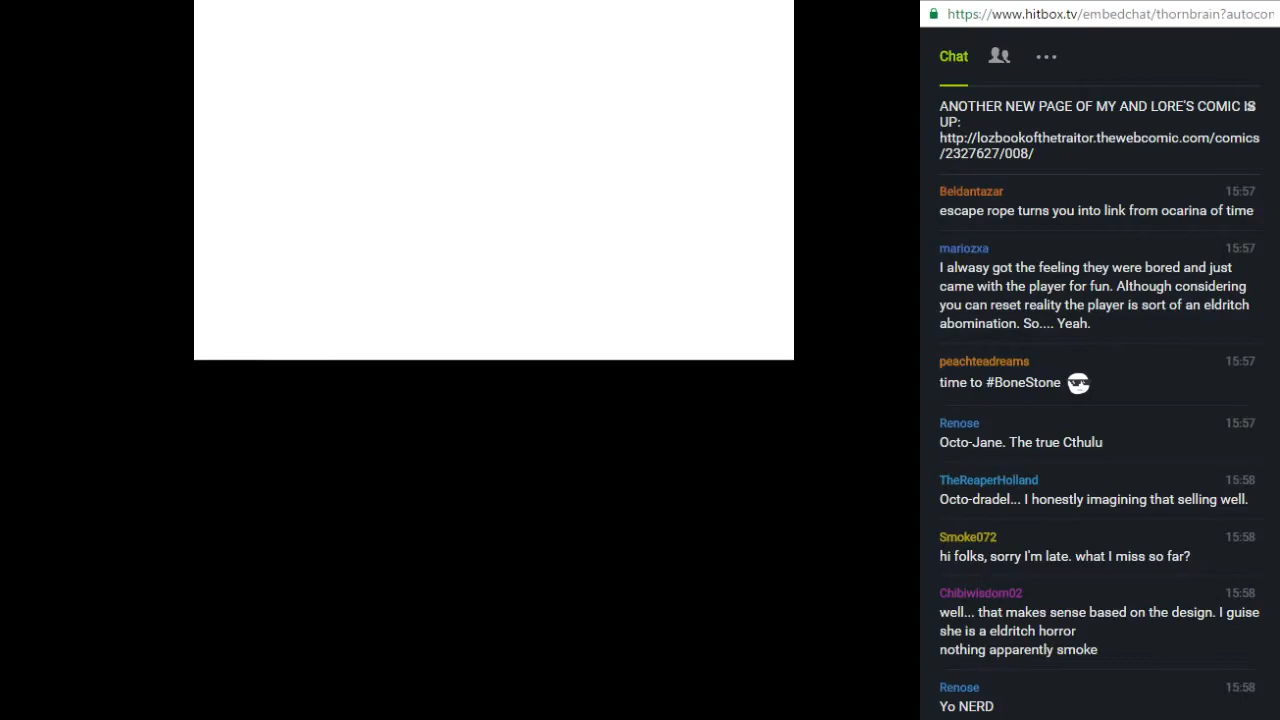 https://www.hitbox.tv/embedchat/thornbrain?autocon
Chat
ANOTHER NEW PAGE OF MY AND LORE'S COMIC IS
UP:
http://lozbookofthetraitor.thewebcomic.com/comics
/2327627/008/
Beldantazar 15:57
escape rope turns you into link from ocarina of time
mariozxa 15:57
I alwasy got the feeling they were bored and just
came with the player for fun. Although considering
you can reset reality the player is sort of an eldritch
abomination. So.... Yeah.
peachteadreams 15:57
time to #BoneStone
Renose 15:57
Octo-Jane. The true Cthulu
TheReaperHolland 15:58
Octo-dradel... I honestly imagining that selling well.
Smoke072 15:58
hi folks, sorry I'm late. what I miss so far?
Chibiwisdom02 15:58
well... that makes sense based on the design. I guise
she is a eldritch horror
nothing apparently smoke
Renose 15:58
Yo NERD